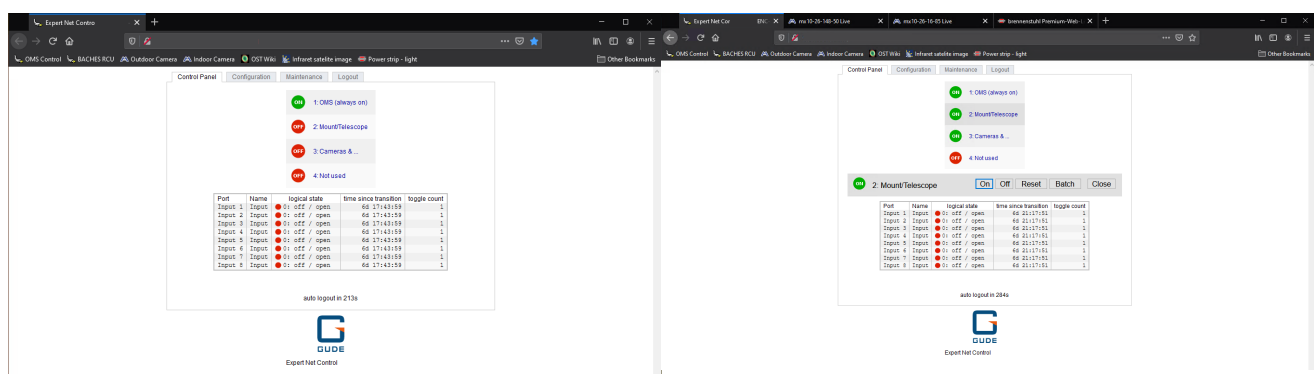 Expert Net Contro
OMS Control BACHES RCU Outdoor Camera Indoor Camera OST Wiki Infraret satelite image Power strip - light Other Bookmarks
Control Panel Configuration Maintenance Logout
ON 1: OMS (always on)
OFF 2: Mount/Telescope
OFF 3: Cameras & ...
OFF 4: Not used
Port Name logical state time since transition toggle count
Input 1 Input 0: off / open 6d 17:43:59 1
Input 2 Input 0: off / open 6d 17:43:59 1
Input 3 Input 0: off / open 6d 17:43:59 1
Input 4 Input 0: off / open 6d 17:43:59 1
Input 5 Input 0: off / open 6d 17:43:59 1
Input 6 Input 0: off / open 6d 17:43:59 1
Input 7 Input 0: off / open 6d 17:43:59 1
Input 8 Input 0: off / open 6d 17:43:59 1
auto logout in 213s
GUDE
Expert Net Control
Expert Net Cor ENC mx10-26-148-50 Live mx10-26-16-85 Live brennenstuhl Premium-Web-
OMS Control BACHES RCU Outdoor Camera Indoor Camera OST Wiki Infraret satelite image Power strip - light Other Bookmarks
Control Panel Configuration Maintenance Logout
ON 1: OMS (always on)
ON 2: Mount/Telescope
ON 3: Cameras & ...
OFF 4: Not used
ON 2: Mount/Telescope On Off Reset Batch Close
Port Name logical state time since transition toggle count
Input 1 Input 0: off / open 6d 21:17:51 1
Input 2 Input 0: off / open 6d 21:17:51 1
Input 3 Input 0: off / open 6d 21:17:51 1
Input 4 Input 0: off / open 6d 21:17:51 1
Input 5 Input 0: off / open 6d 21:17:51 1
Input 6 Input 0: off / open 6d 21:17:51 1
Input 7 Input 0: off / open 6d 21:17:51 1
Input 8 Input 0: off / open 6d 21:17:51 1
auto logout in 284s
GUDE
Expert Net Control